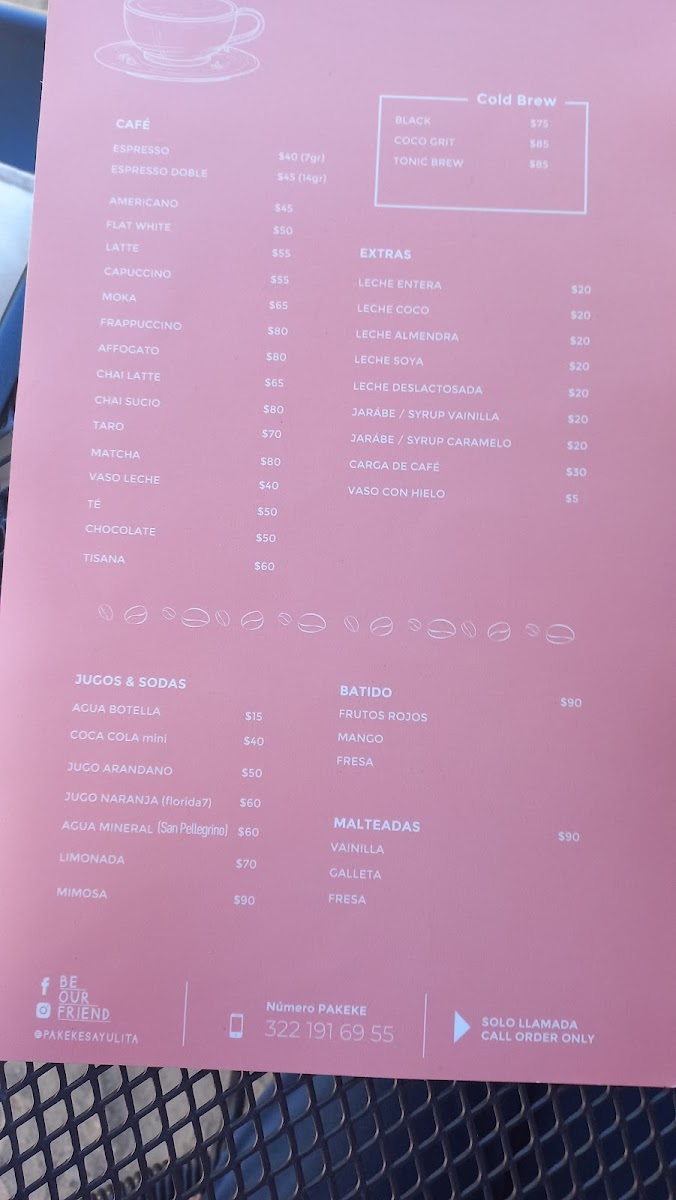 CAFÉ
ESPRESSO $40 (7gr)
ESPRESSO DOBLE $45 (14gr)
AMERICANO $45
FLAT WHITE $50
LATTE $55
CAPUCCINO $55
MOKA $65
FRAPPUCCINO $80
AFFOGATO $80
CHAI LATTE $65
CHAI SUCIO $80
TARO $70
MATCHA $80
VASO LECHE $40
TÉ $50
CHOCOLATE $50
TISANA $60
Cold Brew
BLACK $75
COCO GRIT $85
TONIC BREW $85
EXTRAS
LECHE ENTERA $20
LECHE COCO $20
LECHE ALMENDRA $20
LECHE SOYA $20
LECHE DESLACTOSADA $20
JARÁBE / SYRUP VAINILLA $20
JARÁBE / SYRUP CARAMELO $20
CARGA DE CAFÉ $30
VASO CON HIELO $5
JUGOS & SODAS
AGUA BOTELLA $15
COCA COLA mini $40
JUGO ARANDANO $50
JUGO NARANJA (florida7) $60
AGUA MINERAL (San Pellegrino) $60
LIMONADA $70
MIMOSA $90
BATIDO $90
FRUTOS ROJOS
MANGO
FRESA
MALTEADAS $90
VAINILLA
GALLETA
FRESA
BE
OUR
FRIEND
@PAKEKESAYULITA
Número PAKEKE
322 191 69 55
SOLO LLAMADA
CALL ORDER ONLY